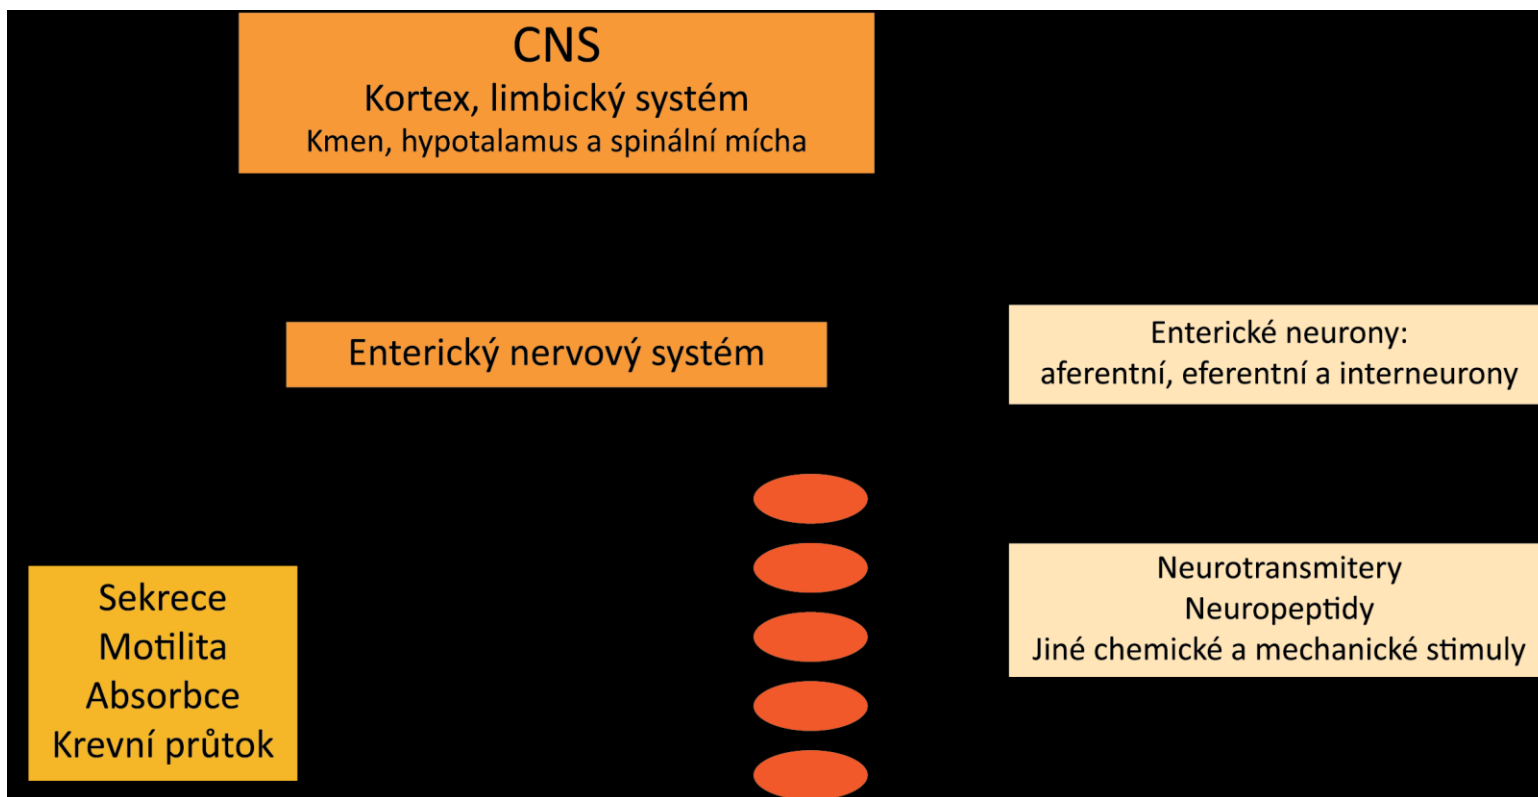 CNS
Kortex, limbický systém
Kmen, hypotalamus a spinální mícha
Enterický nervový systém
Enterické neurony:
aferentní, eferentní a interneurony
Sekrece
Motilita
Absorbce
Krevní průtok
Neurotransmitery
Neuropeptidy
Jiné chemické a mechanické stimuly